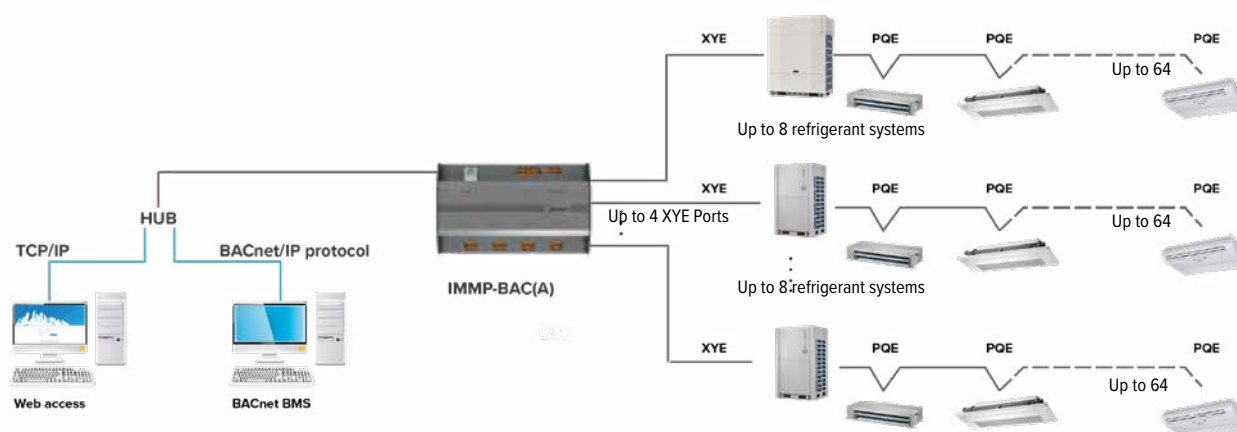 XYE PQE PQE PQE
Up to 64
Up to 8 refrigerant systems
XYE PQE PQE PQE
Up to 4 XYE Ports
Up to 64
HUB
TCP/IP BACnet/IP protocol
IMMP-BAC(A)
Up to 8 refrigerant systems
XYE PQE PQE PQE
Up to 64
Web access BACnet BMS